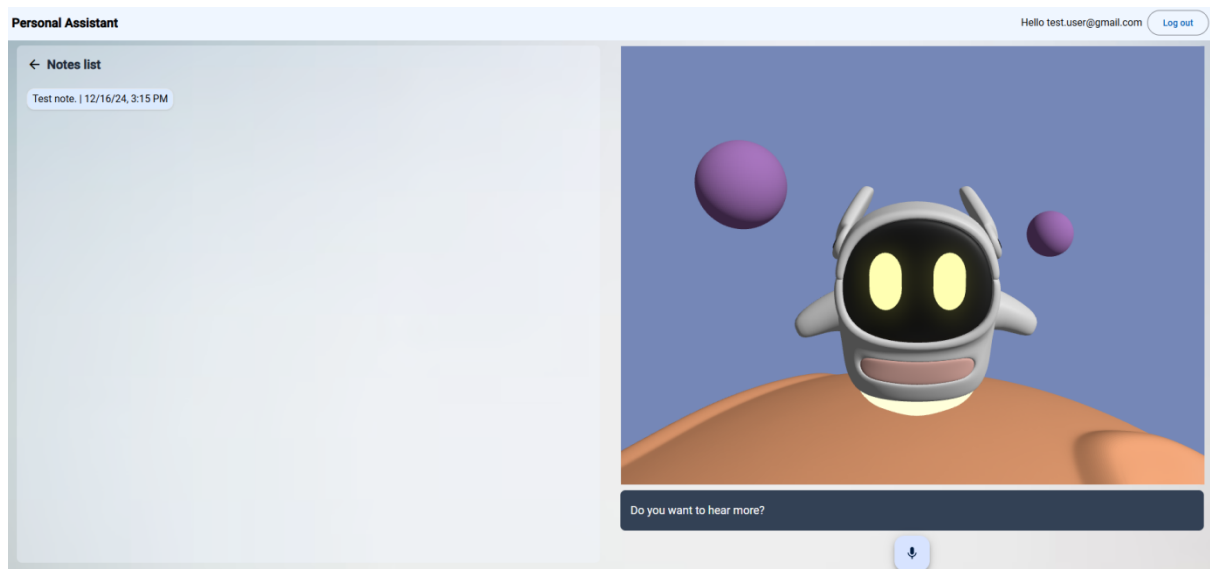 Personal Assistant
Hello test.user@gmail.com
Log out
Notes list
Test note. | 12/16/24, 3:15 PM
Do you want to hear more?